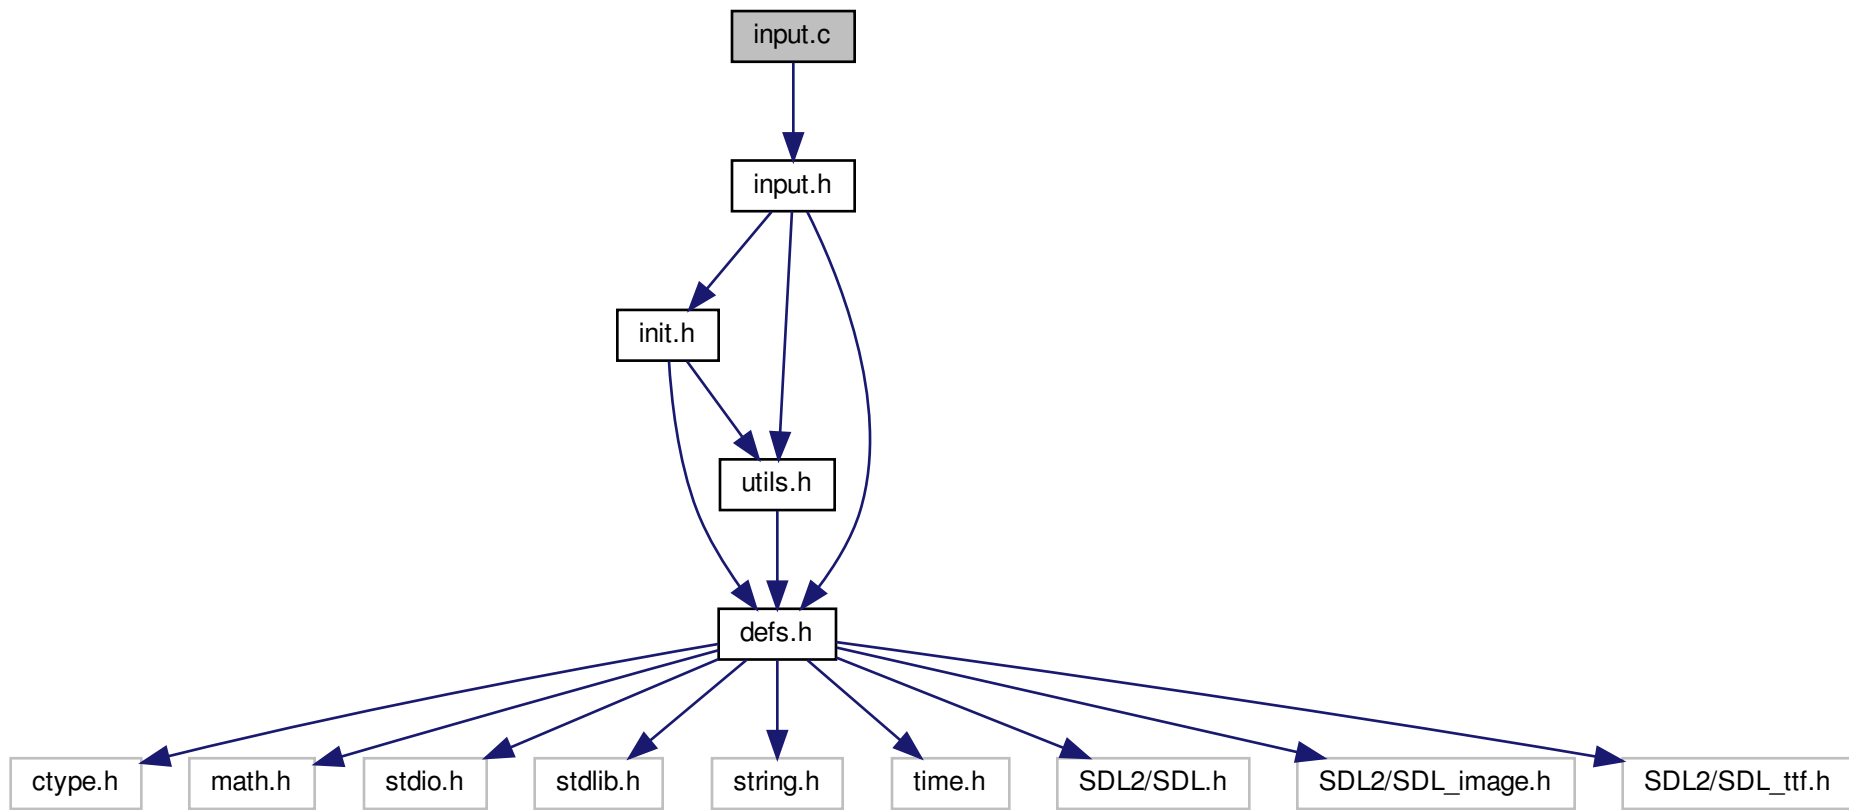 input.c
input.h
init.h
utils.h
defs.h
ctype.h
math.h
stdio.h
stdlib.h
string.h
time.h
SDL2/SDL.h
SDL2/SDL_image.h
SDL2/SDL_ttf.h